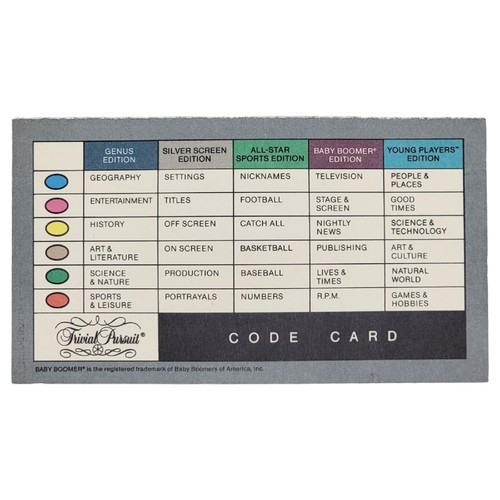 GENUS EDITION SILVER SCREEN EDITION ALL-STAR SPORTS EDITION BABY BOOMER® EDITION YOUNG PLAYERS™ EDITION
GEOGRAPHY SETTINGS NICKNAMES TELEVISION PEOPLE & PLACES
ENTERTAINMENT TITLES FOOTBALL STAGE & SCREEN GOOD TIMES
HISTORY OFF SCREEN CATCH ALL NIGHTLY NEWS SCIENCE & TECHNOLOGY
ART & LITERATURE ON SCREEN BASKETBALL PUBLISHING ART & CULTURE
SCIENCE & NATURE PRODUCTION BASEBALL LIVES & TIMES NATURAL WORLD
SPORTS & LEISURE PORTRAYALS NUMBERS R.P.M. GAMES & HOBBIES
Trivial Pursuit® CODE CARD
BABY BOOMER® is the registered trademark of Baby Boomers of America, Inc.